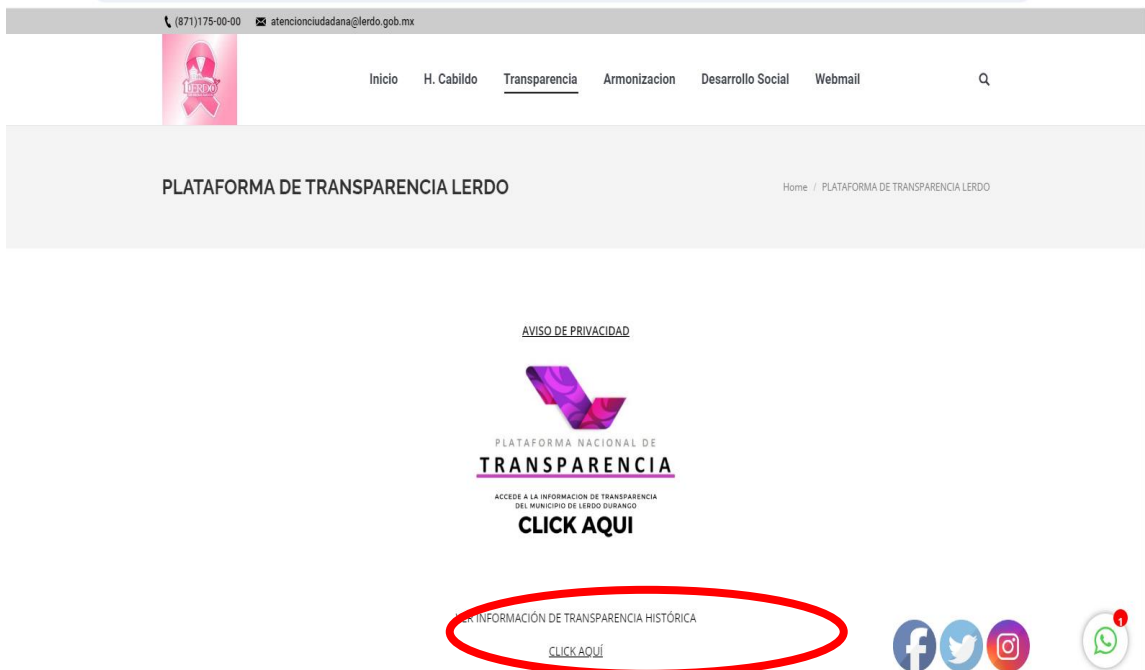 (871)175-00-00 atencionciudadana@lerdo.gob.mx
LERDO
Inicio H. Cabildo Transparencia Armonizacion Desarrollo Social Webmail
PLATAFORMA DE TRANSPARENCIA LERDO
Home / PLATAFORMA DE TRANSPARENCIA LERDO
AVISO DE PRIVACIDAD
PLATAFORMA NACIONAL DE
TRANSPARENCIA
ACCEDE A LA INFORMACION DE TRANSPARENCIA
DEL MUNICIPIO DE LERDO DURANGO
CLICK AQUI
INFORMACIÓN DE TRANSPARENCIA HISTÓRICA
CLICK AQUÍ
1